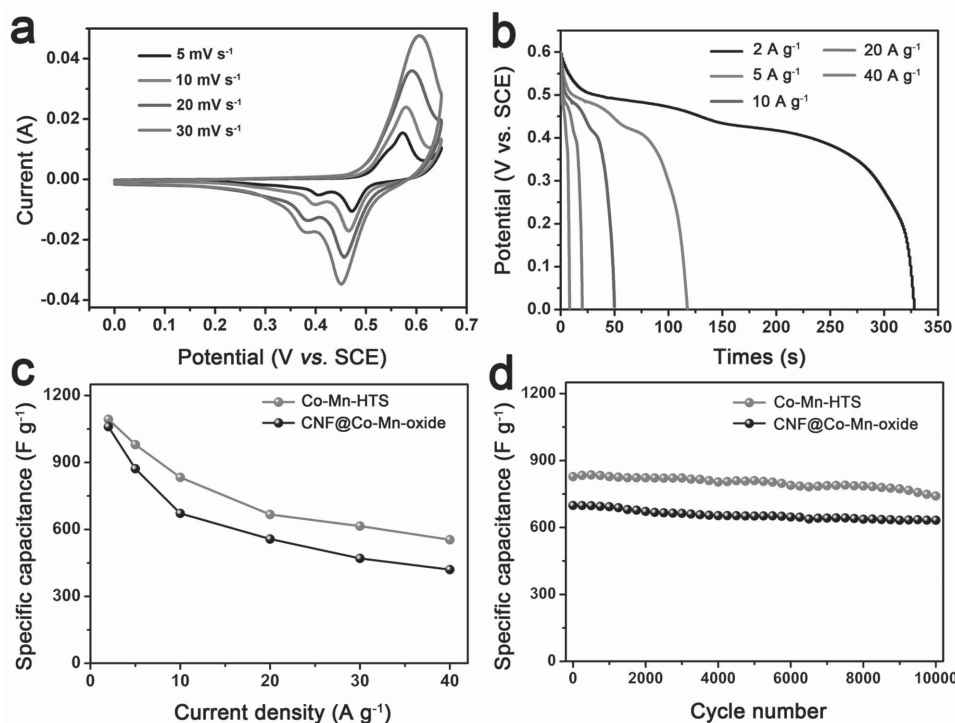 a
5 mV s⁻¹
10 mV s⁻¹
20 mV s⁻¹
30 mV s⁻¹
Current (A)
0.04
0.02
0.00
-0.02
-0.04
0.0 0.1 0.2 0.3 0.4 0.5 0.6 0.7
Potential (V vs. SCE)
b
2 A g⁻¹ 20 A g⁻¹
5 A g⁻¹ 40 A g⁻¹
10 A g⁻¹
Potential (V vs. SCE)
0.6
0.5
0.4
0.3
0.2
0.1
0.0
0 50 100 150 200 250 300 350
Times (s)
c
Co-Mn-HTS
CNF@Co-Mn-oxide
Specific capacitance (F g⁻¹)
1200
900
600
300
0
0 10 20 30 40
Current density (A g⁻¹)
d
Co-Mn-HTS
CNF@Co-Mn-oxide
Specific capacitance (F g⁻¹)
1200
900
600
300
0
0 2000 4000 6000 8000 10000
Cycle number